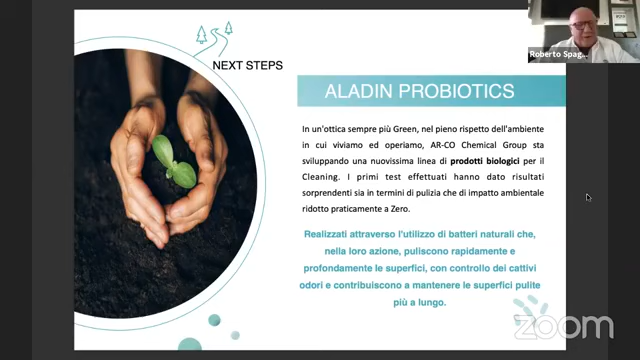 Roberto Spag...
NEXT STEPS
ALADIN PROBIOTICS
In un'ottica sempre più Green, nel pieno rispetto dell'ambiente
in cui viviamo ed operiamo, AR-CO Chemical Group sta
sviluppando una nuovissima linea di prodotti biologici per il
Cleaning. I primi test effettuati hanno dato risultati
sorprendenti sia in termini di pulizia che di impatto ambientale
ridotto praticamente a Zero.
Realizzati attraverso l'utilizzo di batteri naturali che,
nella loro azione, puliscono rapidamente e
profondamente le superfici, con controllo dei cattivi
odori e contribuiscono a mantenere le superfici pulite
più a lungo.
zoom